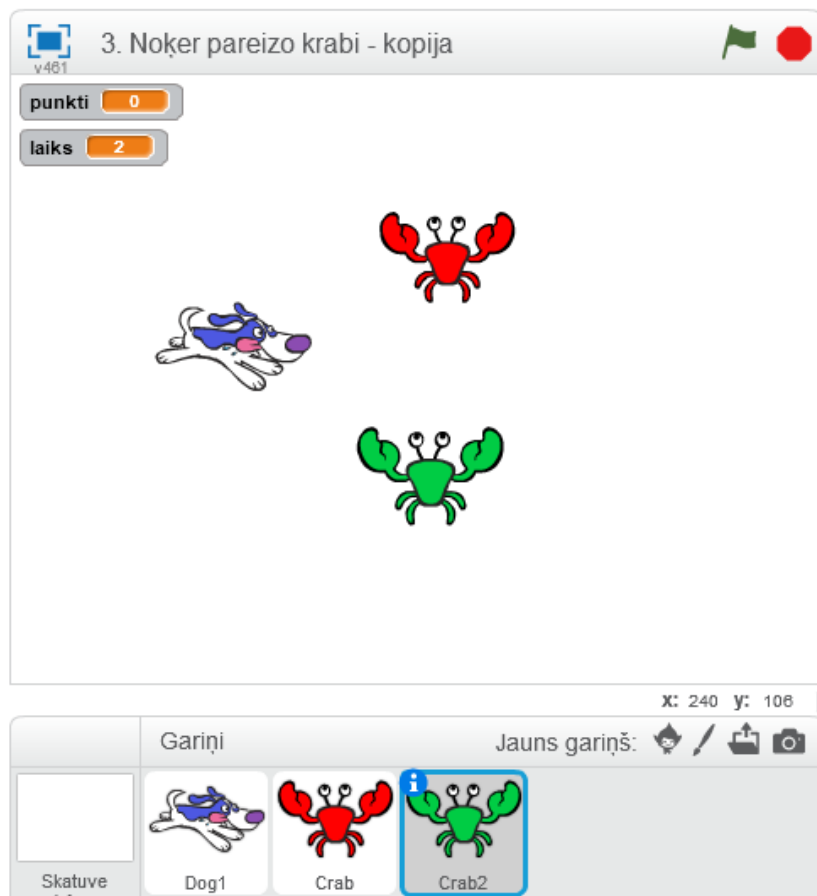 3. Noķer pareizo krabi - kopija
v461
punkti 0
laiks 2
x: 240 y: 106
Gariņi
Jauns gariņš:
Skatuve
Dog1
Crab
Crab2